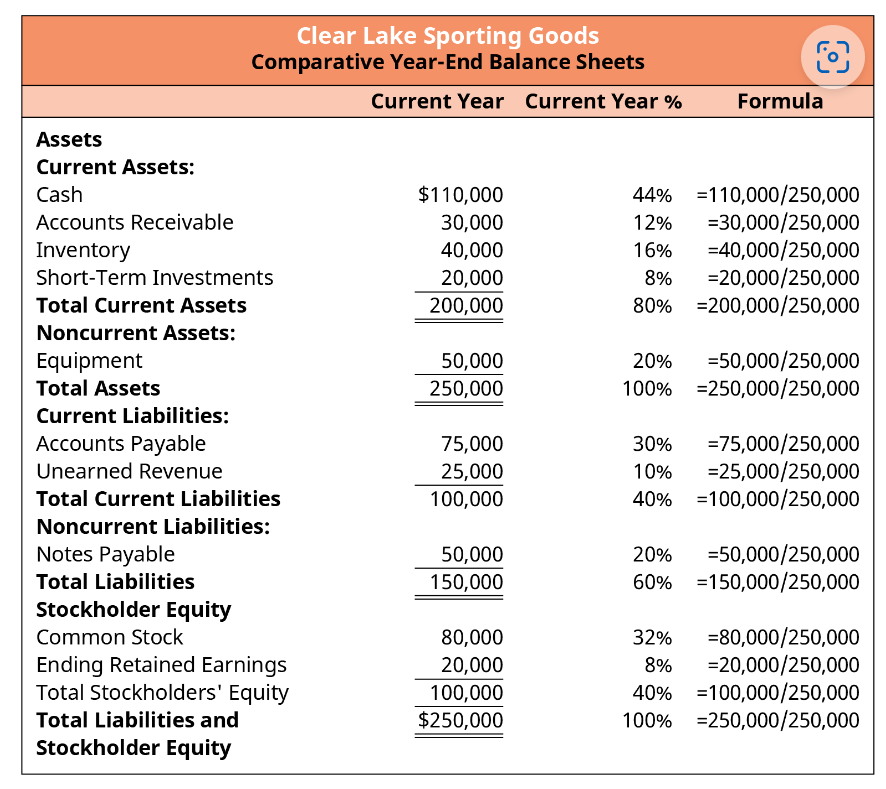 Clear Lake Sporting Goods
Comparative Year-End Balance Sheets
Current Year Current Year % Formula
Assets
Current Assets:
Cash $110,000 44% =110,000/250,000
Accounts Receivable 30,000 12% =30,000/250,000
Inventory 40,000 16% =40,000/250,000
Short-Term Investments 20,000 8% =20,000/250,000
Total Current Assets 200,000 80% =200,000/250,000
Noncurrent Assets:
Equipment 50,000 20% =50,000/250,000
Total Assets 250,000 100% =250,000/250,000
Current Liabilities:
Accounts Payable 75,000 30% =75,000/250,000
Unearned Revenue 25,000 10% =25,000/250,000
Total Current Liabilities 100,000 40% =100,000/250,000
Noncurrent Liabilities:
Notes Payable 50,000 20% =50,000/250,000
Total Liabilities 150,000 60% =150,000/250,000
Stockholder Equity
Common Stock 80,000 32% =80,000/250,000
Ending Retained Earnings 20,000 8% =20,000/250,000
Total Stockholders' Equity 100,000 40% =100,000/250,000
Total Liabilities and $250,000 100% =250,000/250,000
Stockholder Equity